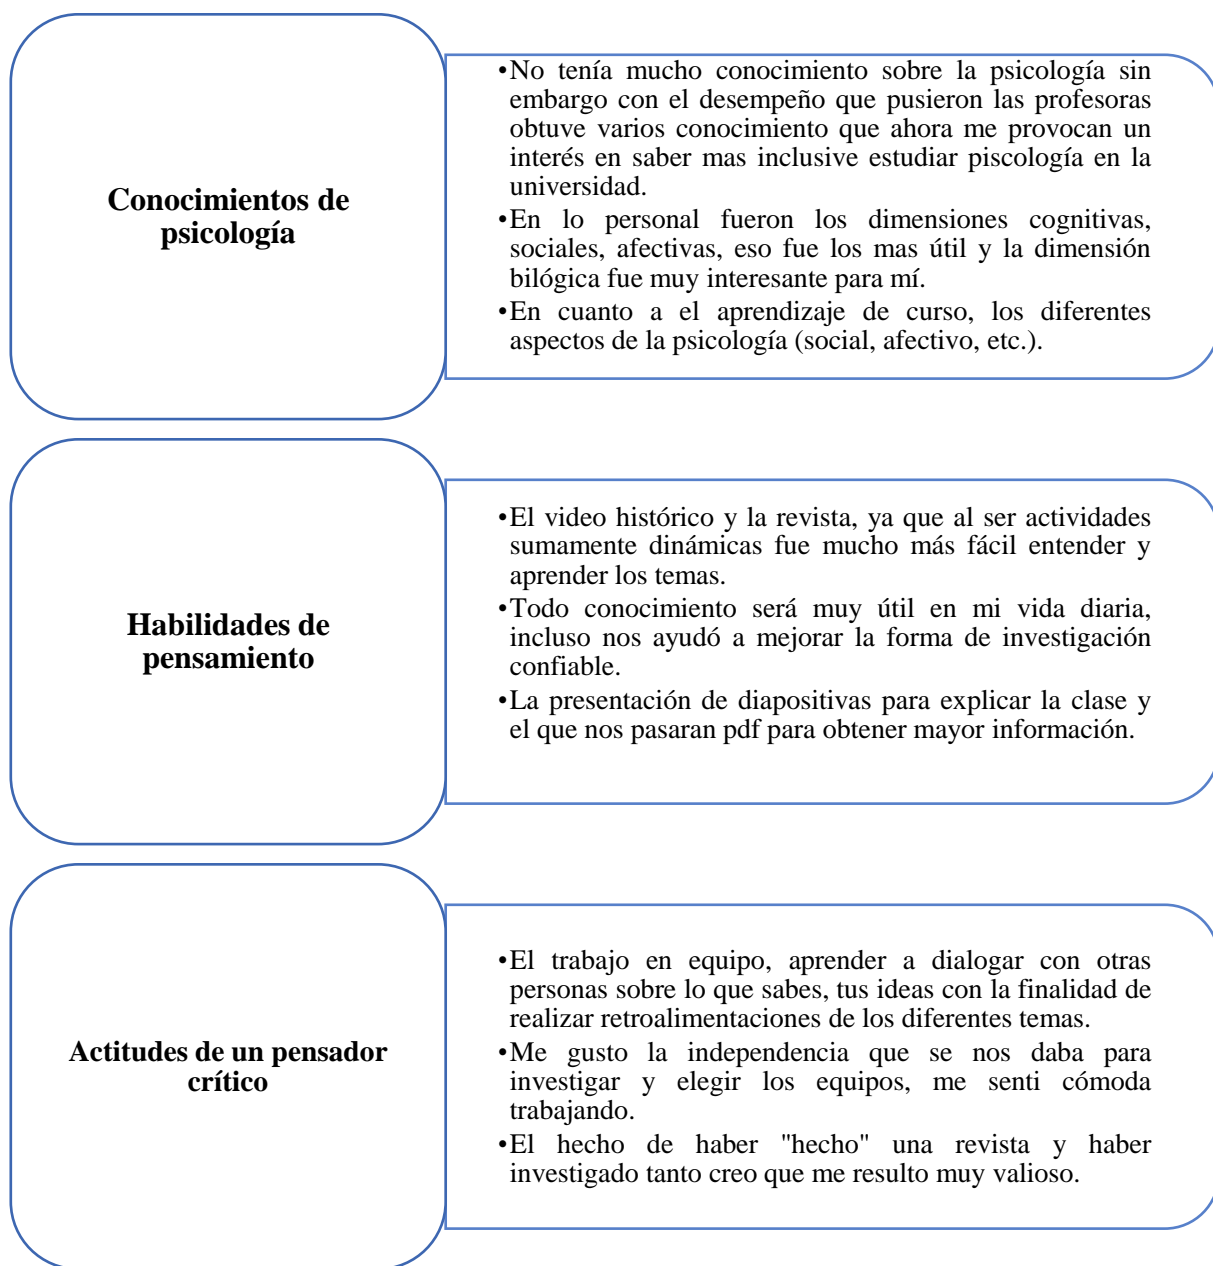 Conocimientos de
psicología
•No tenía mucho conocimiento sobre la psicología sin
embargo con el desempeño que pusieron las profesoras
obtuve varios conocimiento que ahora me provocan un
interés en saber mas inclusive estudiar piscología en la
universidad.
•En lo personal fueron los dimensiones cognitivas,
sociales, afectivas, eso fue los mas útil y la dimensión
bilógica fue muy interesante para mí.
•En cuanto a el aprendizaje de curso, los diferentes
aspectos de la psicología (social, afectivo, etc.).
Habilidades de
pensamiento
•El video histórico y la revista, ya que al ser actividades
sumamente dinámicas fue mucho más fácil entender y
aprender los temas.
•Todo conocimiento será muy útil en mi vida diaria,
incluso nos ayudó a mejorar la forma de investigación
confiable.
•La presentación de diapositivas para explicar la clase y
el que nos pasaran pdf para obtener mayor información.
Actitudes de un pensador
crítico
•El trabajo en equipo, aprender a dialogar con otras
personas sobre lo que sabes, tus ideas con la finalidad de
realizar retroalimentaciones de los diferentes temas.
•Me gusto la independencia que se nos daba para
investigar y elegir los equipos, me senti cómoda
trabajando.
•El hecho de haber "hecho" una revista y haber
investigado tanto creo que me resulto muy valioso.